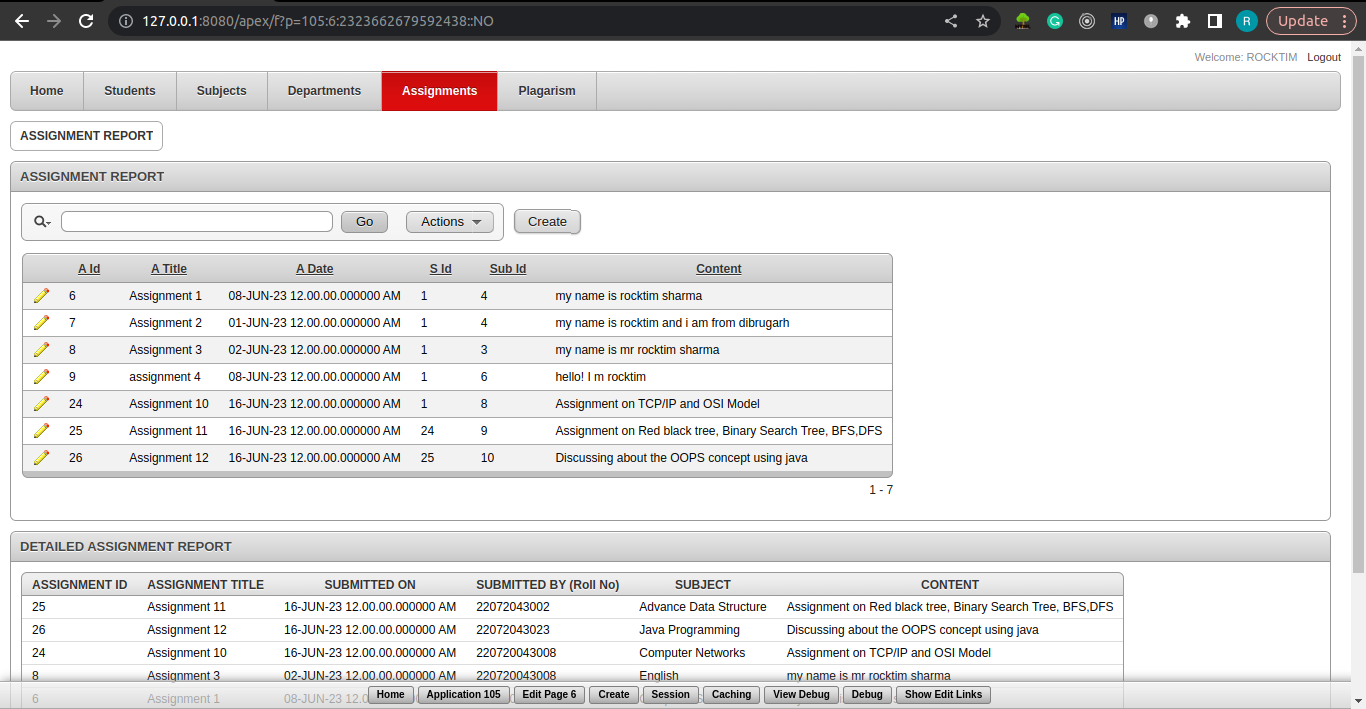 127.0.0.1:8080/apex/f?p=105:6:2323662679592438::NO HP R Update
Welcome: ROCKTIM Logout
Home Students Subjects Departments Assignments Plagarism
ASSIGNMENT REPORT
ASSIGNMENT REPORT
Go Actions Create
A Id A Title A Date S Id Sub Id Content
6 Assignment 1 08-JUN-23 12.00.00.000000 AM 1 4 my name is rocktim sharma
7 Assignment 2 01-JUN-23 12.00.00.000000 AM 1 4 my name is rocktim and i am from dibrugarh
8 Assignment 3 02-JUN-23 12.00.00.000000 AM 1 3 my name is mr rocktim sharma
9 assignment 4 08-JUN-23 12.00.00.000000 AM 1 6 hello! I m rocktim
24 Assignment 10 16-JUN-23 12.00.00.000000 AM 1 8 Assignment on TCP/IP and OSI Model
25 Assignment 11 16-JUN-23 12.00.00.000000 AM 24 9 Assignment on Red black tree, Binary Search Tree, BFS,DFS
26 Assignment 12 16-JUN-23 12.00.00.000000 AM 25 10 Discussing about the OOPS concept using java
1 - 7
DETAILED ASSIGNMENT REPORT
ASSIGNMENT ID ASSIGNMENT TITLE SUBMITTED ON SUBMITTED BY (Roll No) SUBJECT CONTENT
25 Assignment 11 16-JUN-23 12.00.00.000000 AM 22072043002 Advance Data Structure Assignment on Red black tree, Binary Search Tree, BFS,DFS
26 Assignment 12 16-JUN-23 12.00.00.000000 AM 22072043023 Java Programming Discussing about the OOPS concept using java
24 Assignment 10 16-JUN-23 12.00.00.000000 AM 220720043008 Computer Networks Assignment on TCP/IP and OSI Model
8 Assignment 3 02-JUN-23 12.00.00.000000 AM 220720043008 English my name is mr rocktim sharma
6 Assignment 1 08-JUN-23 12.0
Home Application 105 Edit Page 6 Create Session Caching View Debug Debug Show Edit Links